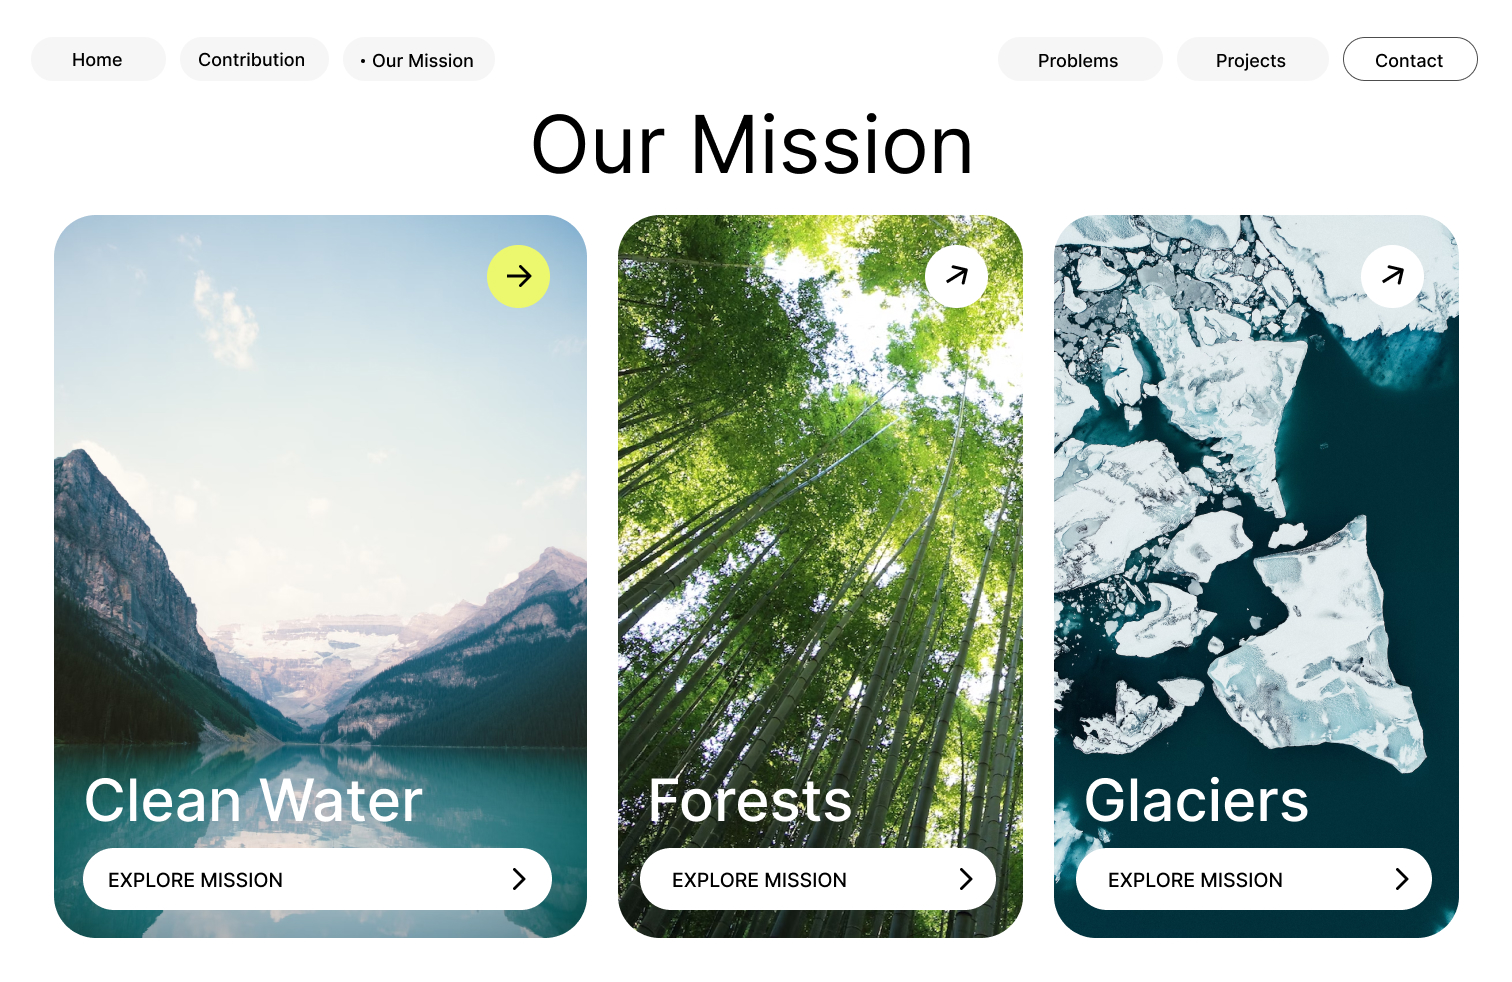 Home
Contribution
• Our Mission
Problems
Projects
Contact
Our Mission
Clean Water
EXPLORE MISSION
Forests
EXPLORE MISSION
Glaciers
EXPLORE MISSION